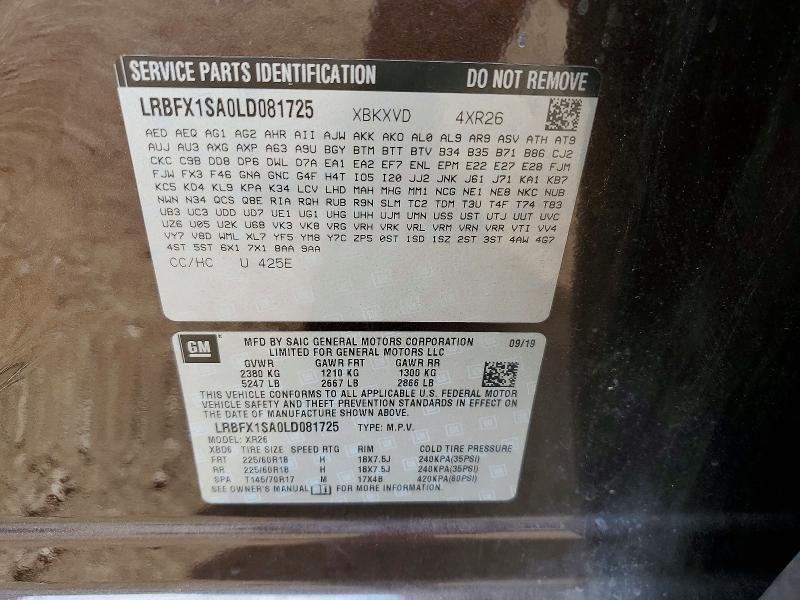 SERVICE PARTS IDENTIFICATION DO NOT REMOVE
LRBFX1SA0LD081725 XBKXVD 4XR26
AED AEQ AG1 AG2 AHR AII AJW AKK AKO AL0 AL9 AR9 ASV ATH AT9
AUJ AU3 AXG AXP A63 A9U BGY BTM BTT BTV B34 B35 B71 B86 CJ2
CKC C9B DD8 DP6 DWL D7A EA1 EA2 EF7 ENL EPM E22 E27 E28 FJM
FJW FX3 F46 GNA GNC G4F H4T IO5 I20 JJ2 JNK J61 J71 KA1 KB7
KC5 KD4 KL9 KPA K34 LCV LHD MAH MHG MM1 NCG NE1 NE8 NKC NUB
NWN N34 QCS Q8E RIA RQH RUB R9N SLM TC2 TDM T3U T4F T74 T83
UB3 UC3 UDD UD7 UE1 UG1 UHG UHH UJM UMN USS UST UTJ UUT UVC
UZ6 U05 U2K U68 VK3 VK8 VRG VRH VRK VRL VRM VRN VRR VTI VV4
VY7 V8D WML XL7 YF5 YM8 Y7C ZP5 0ST 1SD 1SZ 2ST 3ST 4AW 4G7
4ST 5ST 6X1 7X1 8AA 9AA
CC/HC U 425E
GM
MFD BY SAIC GENERAL MOTORS CORPORATION 09/19
LIMITED FOR GENERAL MOTORS LLC
GVWR GAWR FRT GAWR RR
2380 KG 1210 KG 1300 KG
5247 LB 2667 LB 2866 LB
THIS VEHICLE CONFORMS TO ALL APPLICABLE U.S. FEDERAL MOTOR
VEHICLE SAFETY AND THEFT PREVENTION STANDARDS IN EFFECT ON
THE DATE OF MANUFACTURE SHOWN ABOVE.
LRBFX1SA0LD081725 TYPE: M.P.V.
MODEL: XR26
XBD6 TIRE SIZE SPEED RTG RIM COLD TIRE PRESSURE
FRT 225/60R18 H 18X7.5J 240KPA(35PSI)
RR 225/60R18 H 18X7.5J 240KPA(35PSI)
SPA T145/70R17 M 17X4B 420KPA(60PSI)
SEE OWNER'S MANUAL FOR MORE INFORMATION.